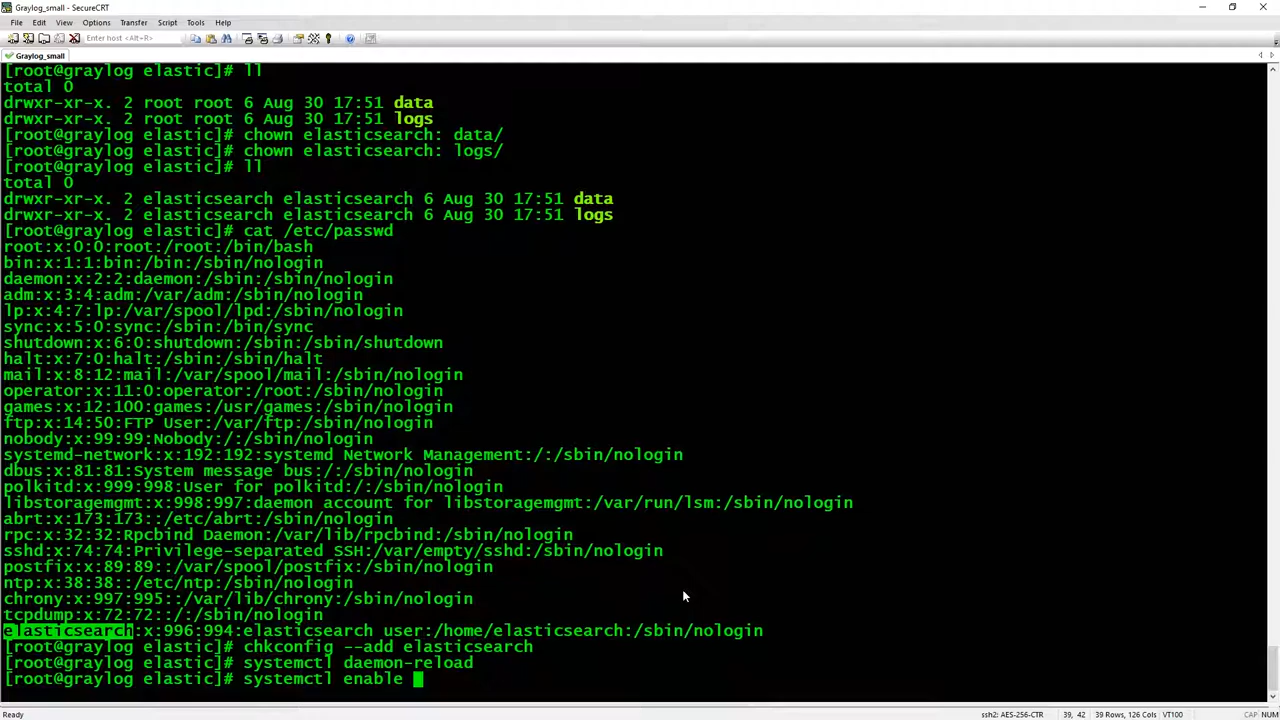 Graylog_small - SecureCRT
File Edit View Options Transfer Script Tools Help
Enter host <Alt+R>
Graylog_small
[root@graylog elastic]# ll
total 0
drwxr-xr-x. 2 root root 6 Aug 30 17:51 data
drwxr-xr-x. 2 root root 6 Aug 30 17:51 logs
[root@graylog elastic]# chown elasticsearch: data/
[root@graylog elastic]# chown elasticsearch: logs/
[root@graylog elastic]# ll
total 0
drwxr-xr-x. 2 elasticsearch elasticsearch 6 Aug 30 17:51 data
drwxr-xr-x. 2 elasticsearch elasticsearch 6 Aug 30 17:51 logs
[root@graylog elastic]# cat /etc/passwd
root:x:0:0:root:/root:/bin/bash
bin:x:1:1:bin:/bin:/sbin/nologin
daemon:x:2:2:daemon:/sbin:/sbin/nologin
adm:x:3:4:adm:/var/adm:/sbin/nologin
lp:x:4:7:lp:/var/spool/lpd:/sbin/nologin
sync:x:5:0:sync:/sbin:/bin/sync
shutdown:x:6:0:shutdown:/sbin:/sbin/shutdown
halt:x:7:0:halt:/sbin:/sbin/halt
mail:x:8:12:mail:/var/spool/mail:/sbin/nologin
operator:x:11:0:operator:/root:/sbin/nologin
games:x:12:100:games:/usr/games:/sbin/nologin
ftp:x:14:50:FTP User:/var/ftp:/sbin/nologin
nobody:x:99:99:Nobody:/:/sbin/nologin
systemd-network:x:192:192:systemd Network Management:/:/sbin/nologin
dbus:x:81:81:System message bus:/:/sbin/nologin
polkitd:x:999:998:User for polkitd:/:/sbin/nologin
libstoragemgmt:x:998:997:daemon account for libstoragemgmt:/var/run/lsm:/sbin/nologin
abrt:x:173:173::/etc/abrt:/sbin/nologin
rpc:x:32:32:Rpcbind Daemon:/var/lib/rpcbind:/sbin/nologin
sshd:x:74:74:Privilege-separated SSH:/var/empty/sshd:/sbin/nologin
postfix:x:89:89::/var/spool/postfix:/sbin/nologin
ntp:x:38:38::/etc/ntp:/sbin/nologin
chrony:x:997:995::/var/lib/chrony:/sbin/nologin
tcpdump:x:72:72::/:/sbin/nologin
elasticsearch:x:996:994:elasticsearch user:/home/elasticsearch:/sbin/nologin
[root@graylog elastic]# chkconfig --add elasticsearch
[root@graylog elastic]# systemctl daemon-reload
[root@graylog elastic]# systemctl enable
Ready ssh2: AES-256-CTR 39, 42 39 Rows, 126 Cols VT100 CAP NUM